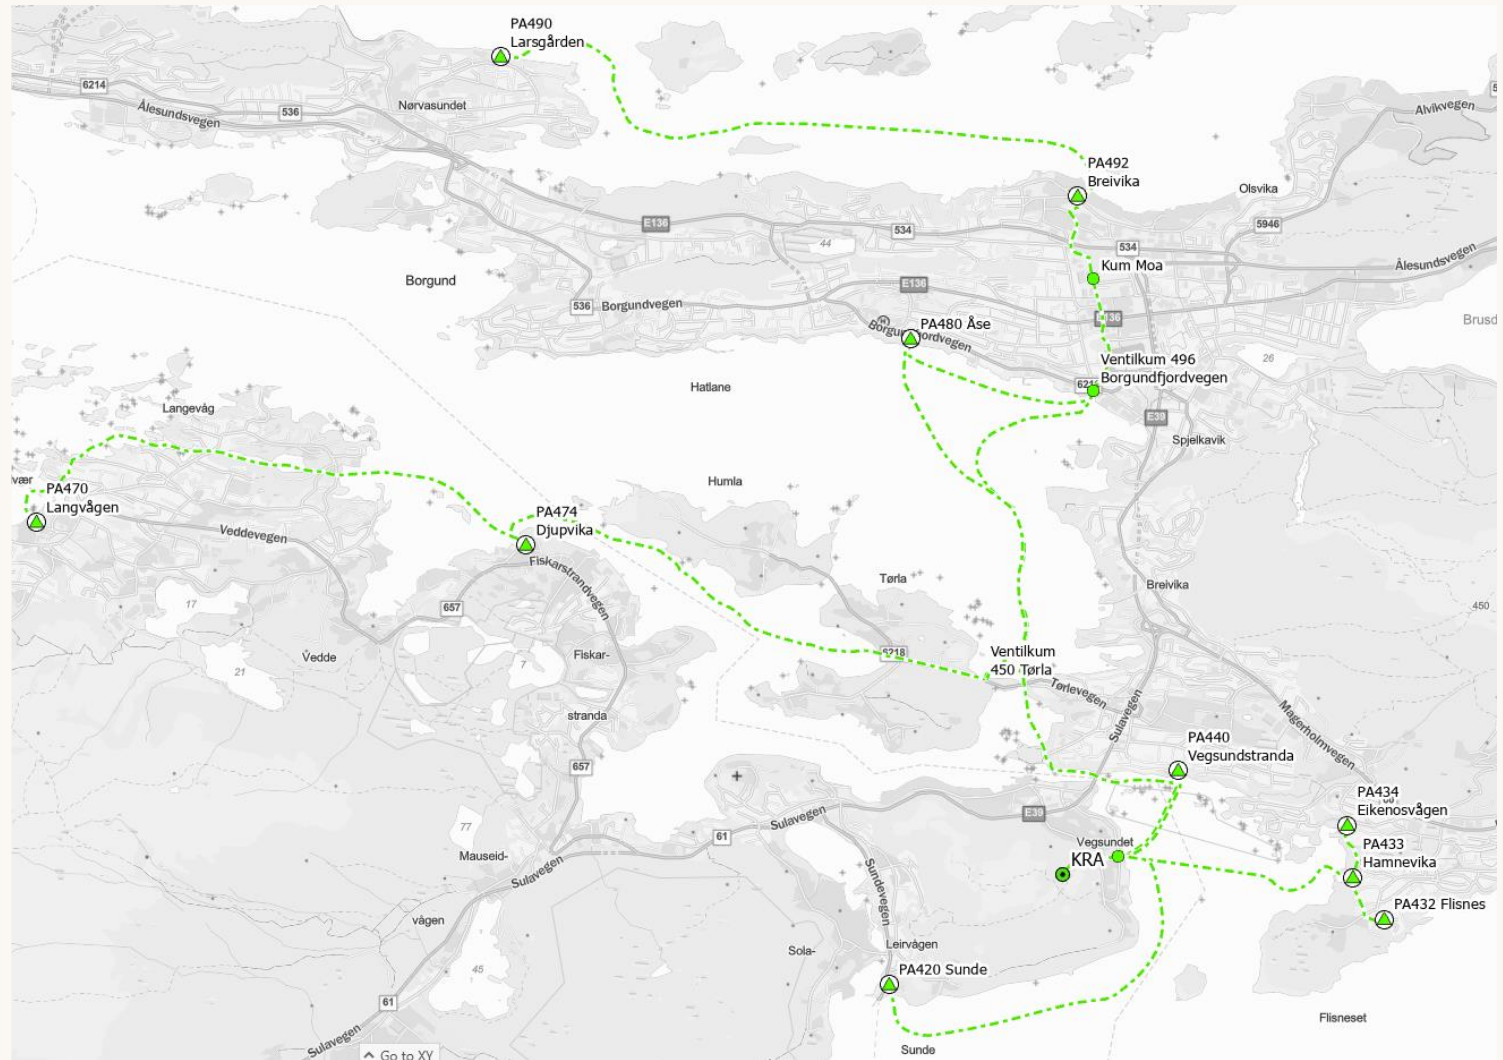 PA490
Larsgården
6214
Ålesundsvegen
536
Nørvasundet
Alvikvegen
PA492
Breivika
Olsvika
5946
E136
534
534
44
Ålesundsvegen
Kum Moa
Borgund
E136
536
Borgundvegen
PA480 Åse
Brusd
26
Ventilkum 496
Borgundfjordvegen
Hatlane
E39
Langevåg
Spjelkavik
Humla
vær
PA470
Langvågen
PA474
Djupvika
Veddevegen
Fiskarstrandvegen
Tørla
Breivika
17
657
450
Vedde
7
Fiskar-
21
6218
Ventilkum
450 Tørla
Tørlevegen
stranda
Sulavegen
Magerholmvegen
657
PA440
Vegsundstranda
PA434
Eikenosvågen
E39
Sulavegen
61
77
Mauseid-
Vegsundet
KRA
PA433
Hamnevika
Sulavegen
Sundevegen
PA432 Flisnes
vågen
Leirvågen
Sola-
PA420 Sunde
45
61
Flisneset
Sulavegen
Go to XY
Sunde